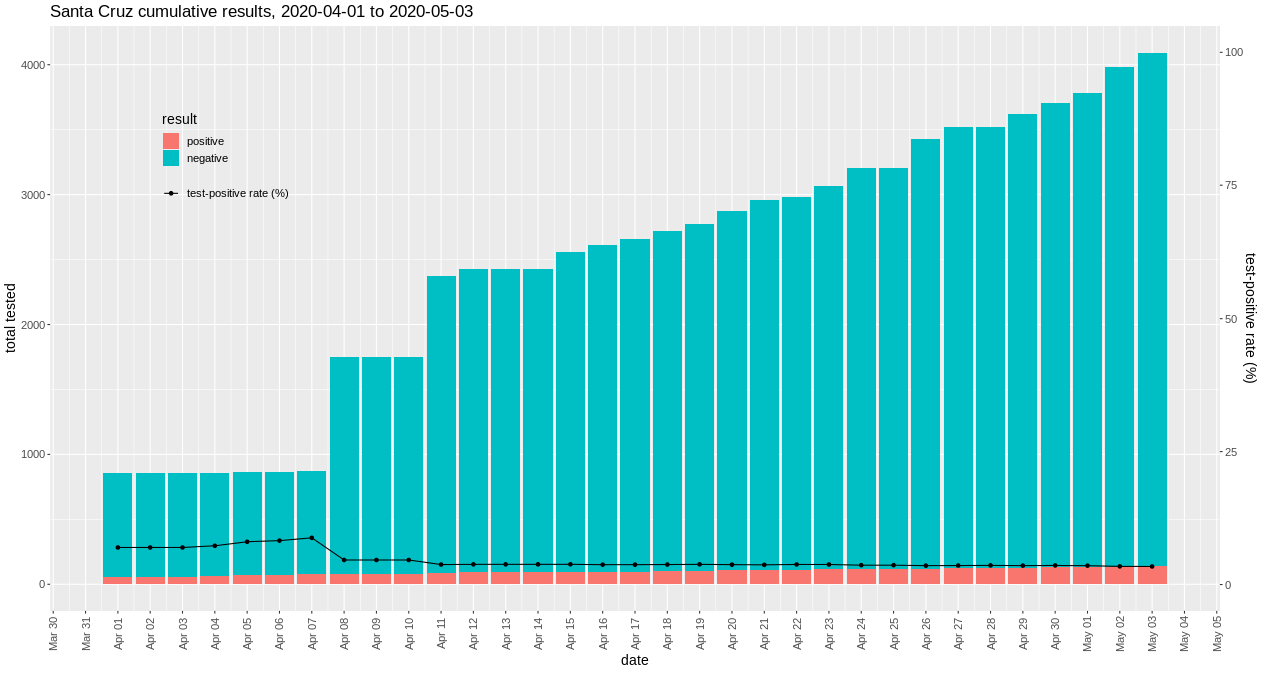 Santa Cruz cumulative results, 2020-04-01 to 2020-05-03
total tested
4000
3000
2000
1000
0
result
positive
negative
test-positive rate (%)
100
75
50
25
0
test-positive rate (%)
Mar 30
Mar 31
Apr 01
Apr 02
Apr 03
Apr 04
Apr 05
Apr 06
Apr 07
Apr 08
Apr 09
Apr 10
Apr 11
Apr 12
Apr 13
Apr 14
Apr 15
Apr 16
Apr 17
Apr 18
Apr 19
Apr 20
Apr 21
Apr 22
Apr 23
Apr 24
Apr 25
Apr 26
Apr 27
Apr 28
Apr 29
Apr 30
May 01
May 02
May 03
May 04
May 05
date